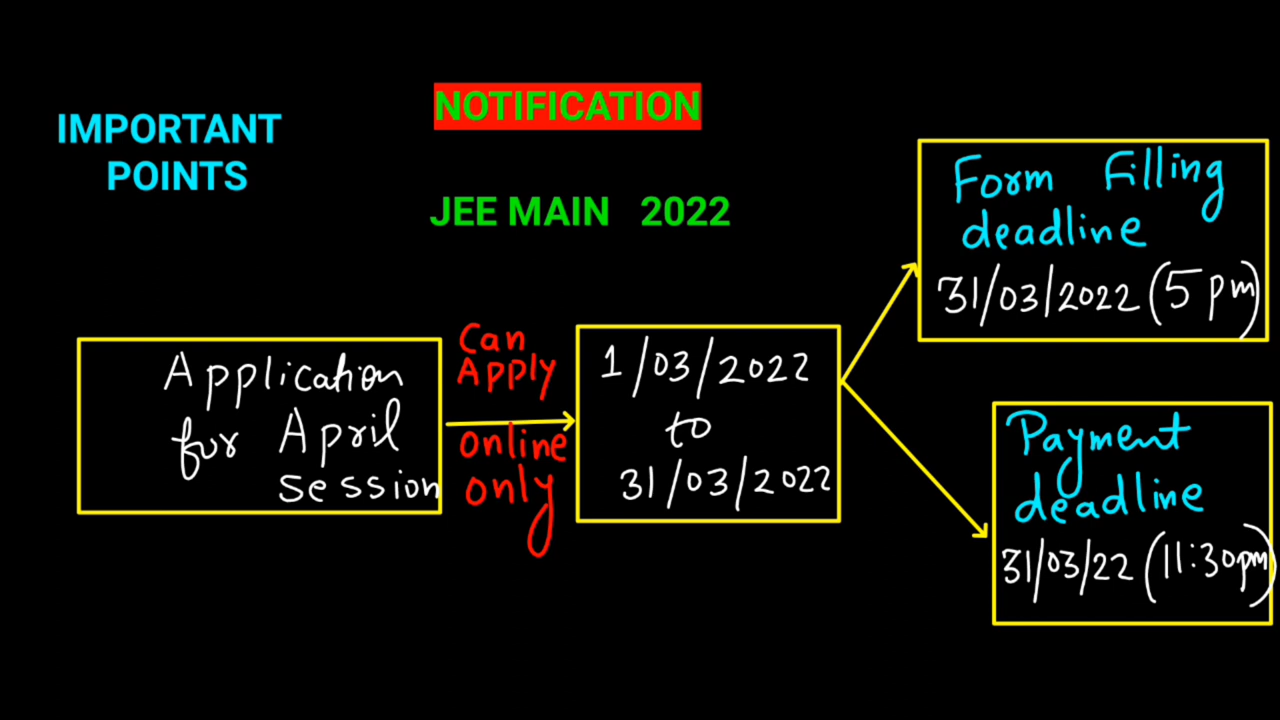 IMPORTANT
POINTS
NOTIFICATION
JEE MAIN 2022
Application
for April
session
Can
Apply
online
only
1/03/2022
to
31/03/2022
Form Filling
deadline
31/03/2022 (5 pm)
Payment
deadline
31/03/22 (11:30pm)